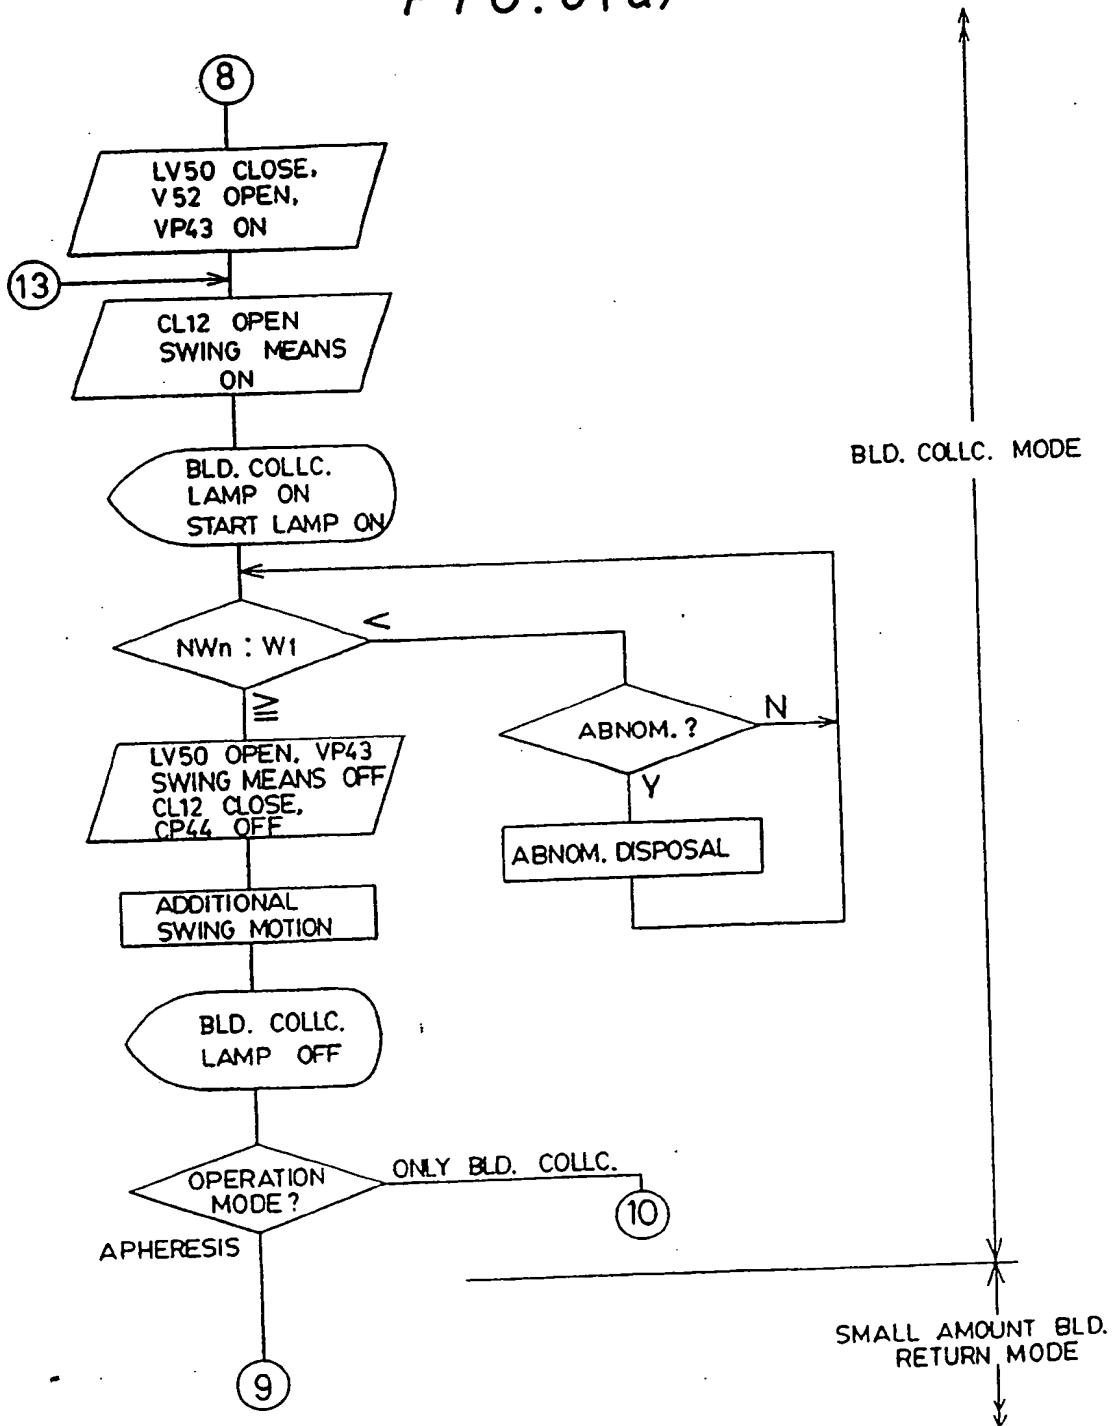 8
LV50 CLOSE,
V52 OPEN,
VP43 ON
13
CL12 OPEN
SWING MEANS
ON
BLD. COLLC. MODE
BLD. COLLC.
LAMP ON
START LAMP ON
<
NWn : W1
≧
ABNOM. ?
N
Y
LV50 OPEN, VP43
SWING MEANS OFF
CL12 CLOSE,
CP44 OFF
ABNOM. DISPOSAL
ADDITIONAL
SWING MOTION
BLD. COLLC.
LAMP OFF
OPERATION
MODE?
ONLY BLD. COLLC.
10
APHERESIS
SMALL AMOUNT BLD.
RETURN MODE
9